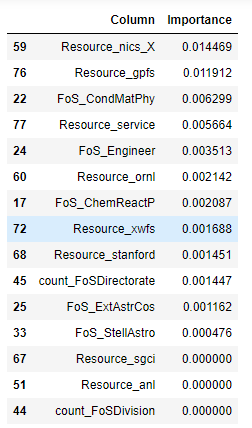 Column Importance
59 Resource_nics_X 0.014469
76 Resource_gpfs 0.011912
22 FoS_CondMatPhy 0.006299
77 Resource_service 0.005664
24 FoS_Engineer 0.003513
60 Resource_ornl 0.002142
17 FoS_ChemReactP 0.002087
72 Resource_xwfs 0.001688
68 Resource_stanford 0.001451
45 count_FoSDirectorate 0.001447
25 FoS_ExtAstrCos 0.001162
33 FoS_StellAstro 0.000476
67 Resource_sgci 0.000000
51 Resource_anl 0.000000
44 count_FoSDivision 0.000000